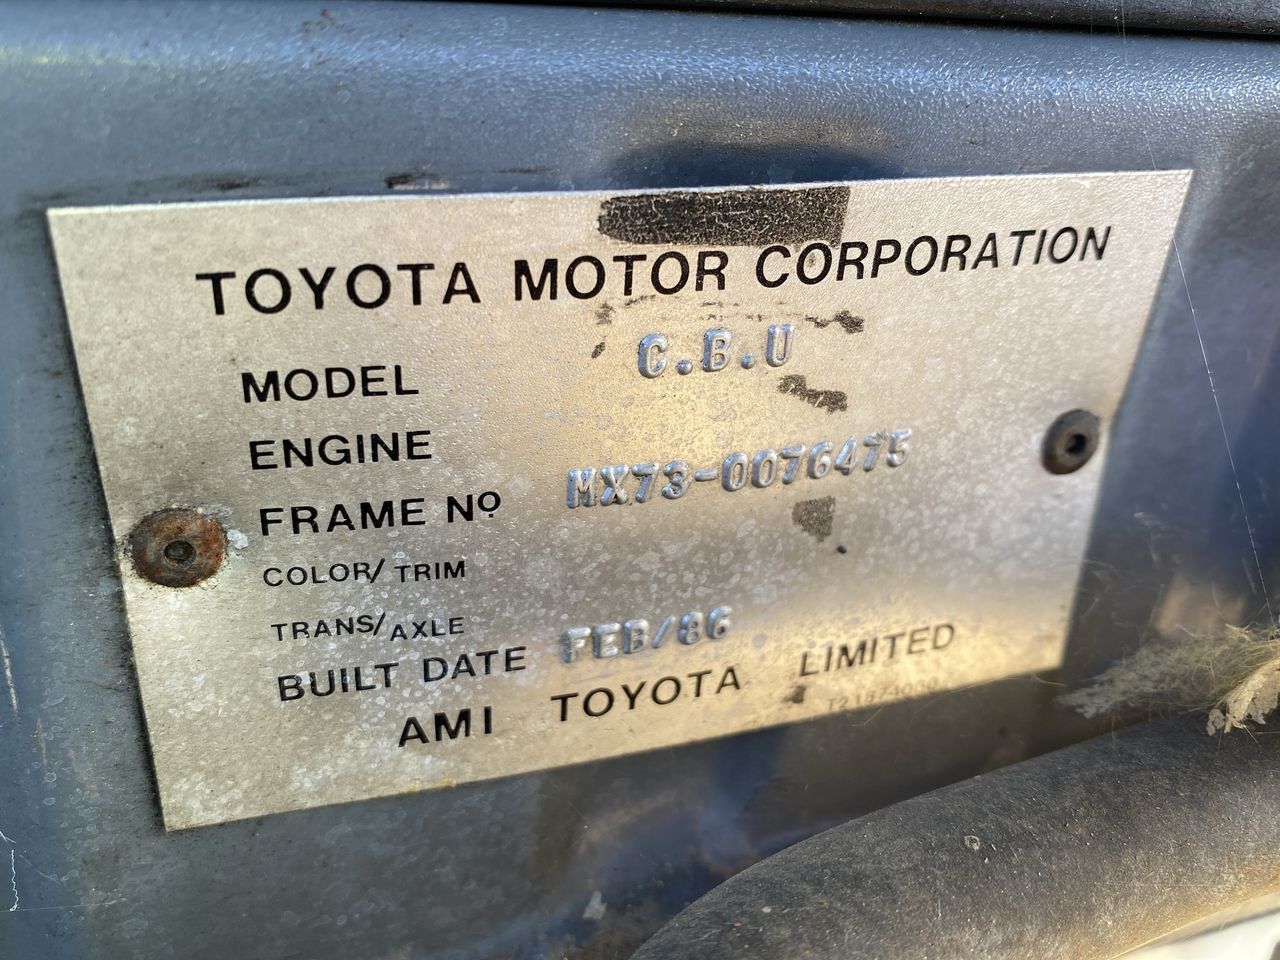 TOYOTA MOTOR CORPORATION
MODEL C.B.U
ENGINE
FRAME Nº MX73-0076475
COLOR/TRIM
TRANS/AXLE
BUILT DATE FEB/86
AMI TOYOTA LIMITED